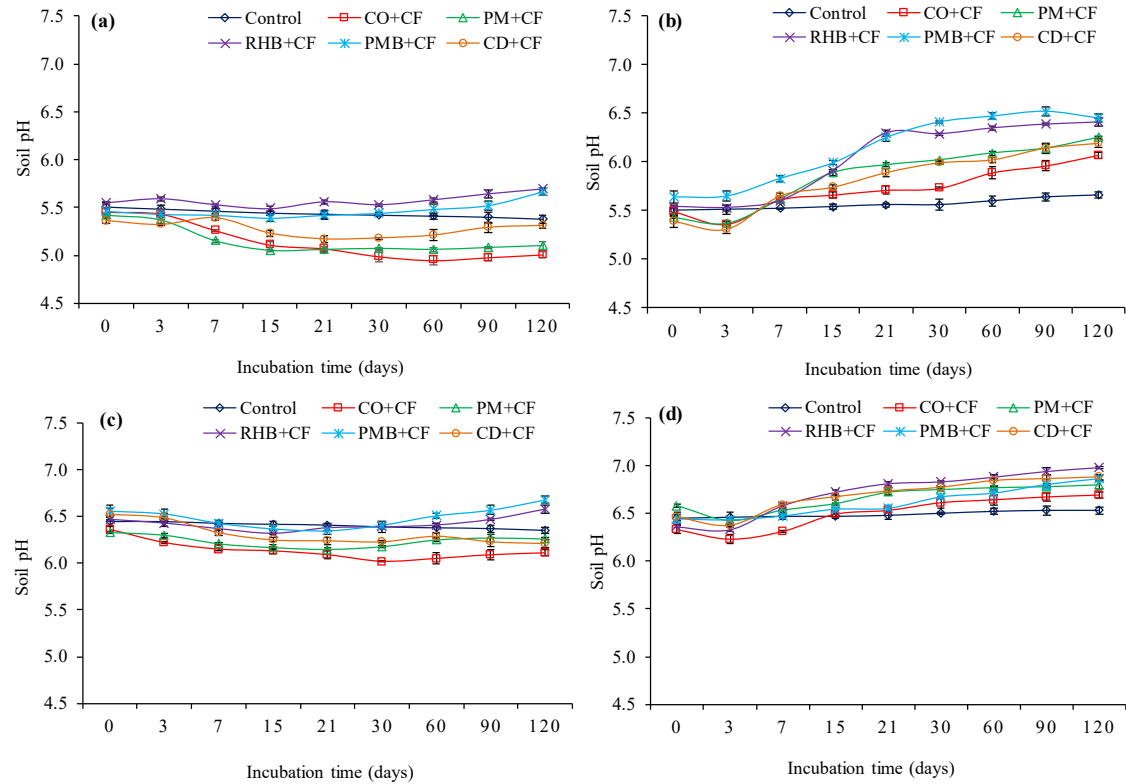 (a)
Control CO+CF PM+CF
RHB+CF PMB+CF CD+CF
7.5
7.0
6.5
6.0
5.5
5.0
4.5
Soil pH
0 3 7 15 21 30 60 90 120
Incubation time (days)
(b)
Control CO+CF PM+CF
RHB+CF PMB+CF CD+CF
7.5
7.0
6.5
6.0
5.5
5.0
4.5
Soil pH
0 3 7 15 21 30 60 90 120
Incubation time (days)
(c)
Control CO+CF PM+CF
RHB+CF PMB+CF CD+CF
7.5
7.0
6.5
6.0
5.5
5.0
4.5
Soil pH
0 3 7 15 21 30 60 90 120
Incubation time (days)
(d)
Control CO+CF PM+CF
RHB+CF PMB+CF CD+CF
7.5
7.0
6.5
6.0
5.5
5.0
4.5
Soil pH
0 3 7 15 21 30 60 90 120
Incubation time (days)